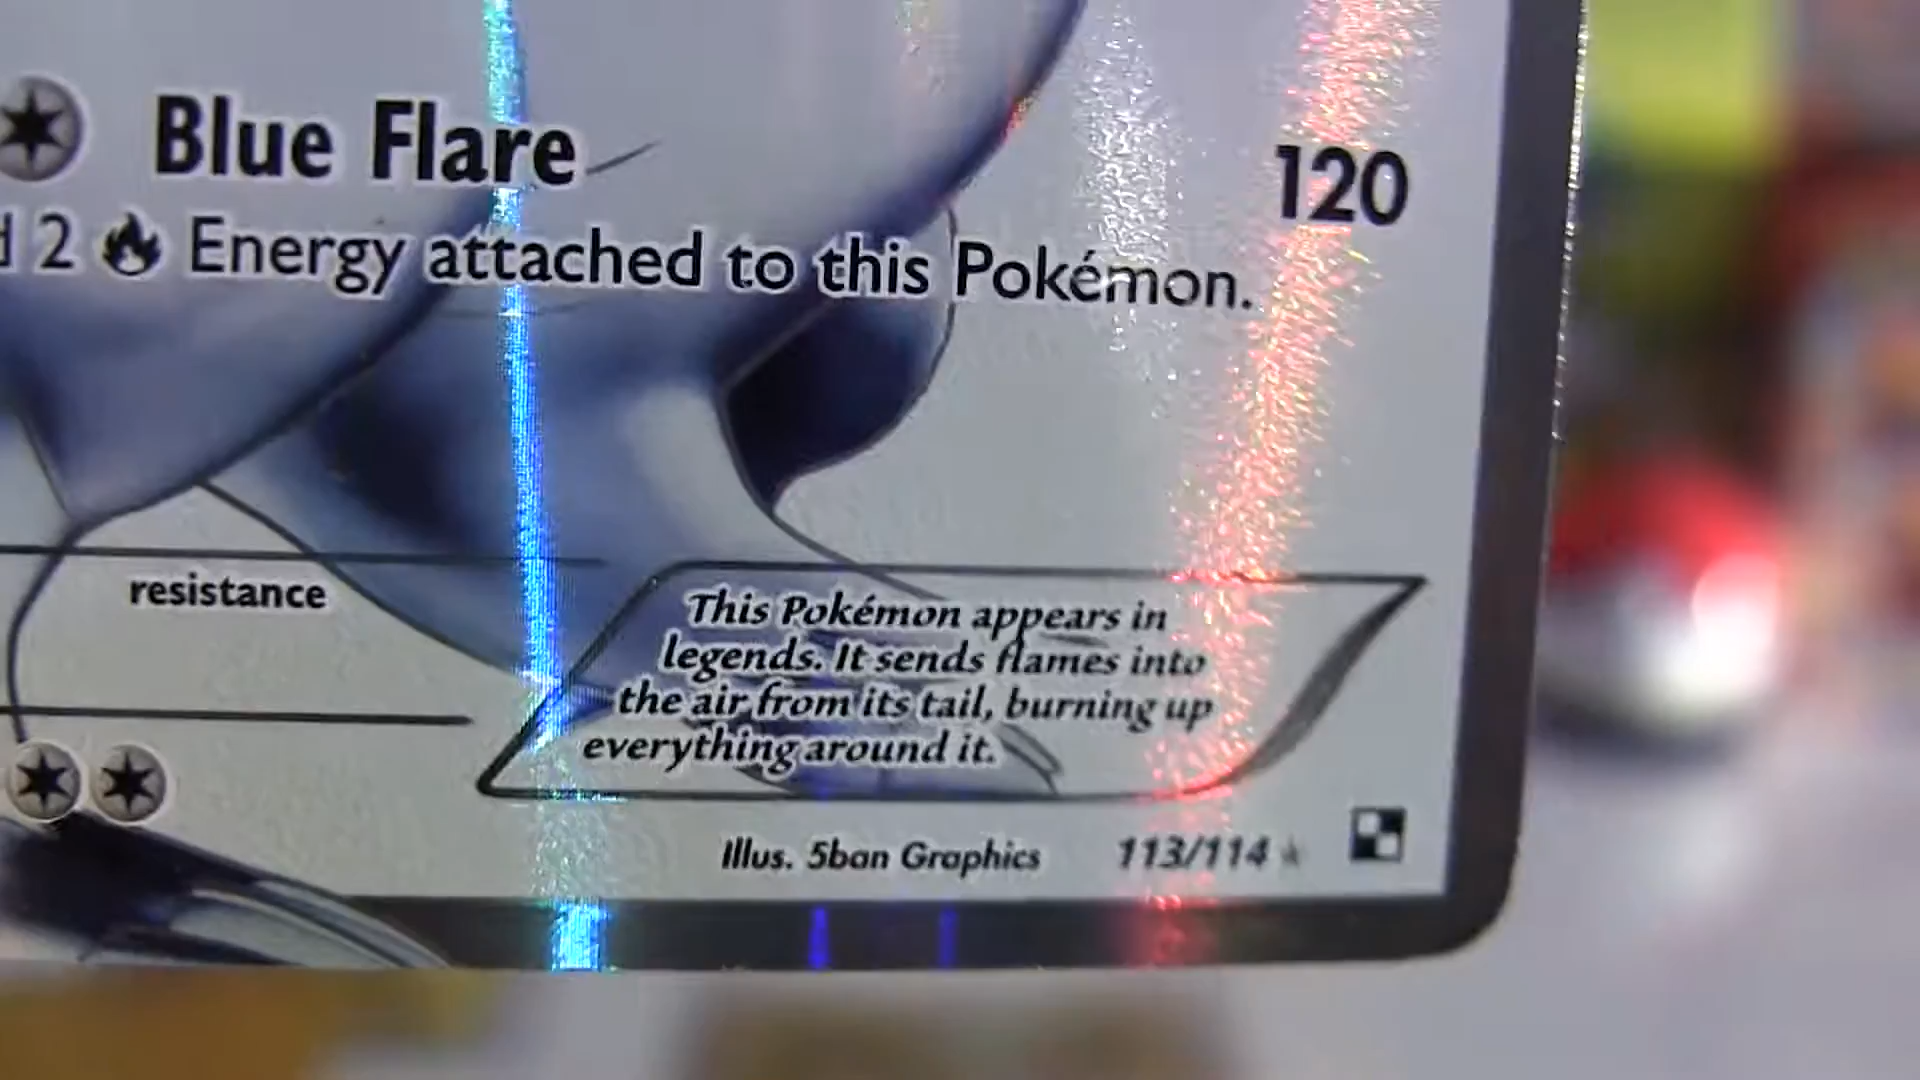 Blue Flare 120
2 Energy attached to this Pokémon.
resistance
This Pokémon appears in
legends. It sends flames into
the air from its tail, burning up
everything around it.
Illus. 5ban Graphics 113/114